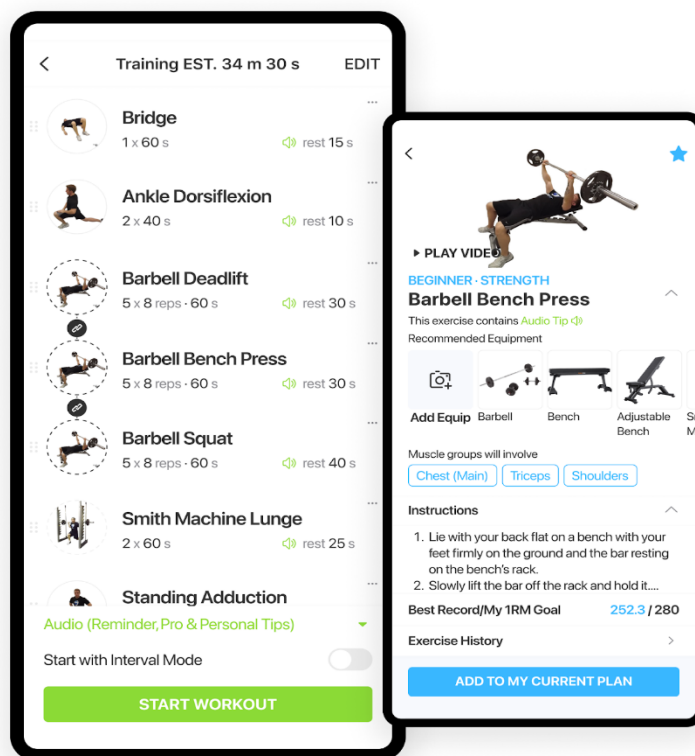 Training EST. 34 m 30 s
EDIT
Bridge
1 x 60 s
rest 15 s
Ankle Dorsiflexion
2 x 40 s
rest 10 s
Barbell Deadlift
5 x 8 reps · 60 s
rest 30 s
Barbell Bench Press
5 x 8 reps · 60 s
rest 30 s
Barbell Squat
5 x 8 reps · 60 s
rest 40 s
Smith Machine Lunge
2 x 60 s
rest 25 s
Standing Adduction
Audio (Reminder, Pro & Personal Tips)
Start with Interval Mode
START WORKOUT
PLAY VIDEO
BEGINNER · STRENGTH
Barbell Bench Press
This exercise contains Audio Tip
Recommended Equipment
Add Equip
Barbell
Bench
Adjustable
Bench
Muscle groups will involve
Chest (Main)
Triceps
Shoulders
Instructions
1. Lie with your back flat on a bench with your
feet firmly on the ground and the bar resting
on the bench's rack.
2. Slowly lift the bar off the rack and hold it....
Best Record/My 1RM Goal
252.3 / 280
Exercise History
ADD TO MY CURRENT PLAN